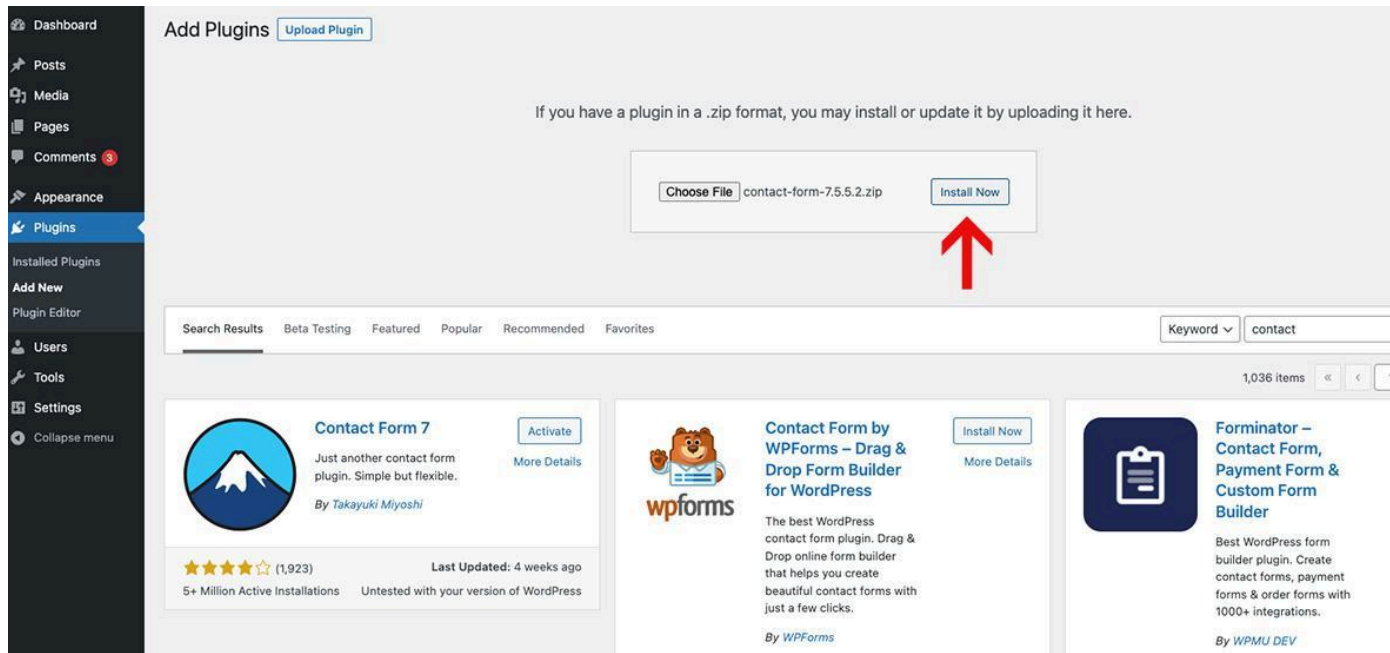 Dashboard
Posts
Media
Pages
Comments 3
Appearance
Plugins
Installed Plugins
Add New
Plugin Editor
Users
Tools
Settings
Collapse menu
Add Plugins Upload Plugin
If you have a plugin in a .zip format, you may install or update it by uploading it here.
Choose File contact-form-7.5.5.2.zip Install Now
Search Results Beta Testing Featured Popular Recommended Favorites Keyword contact
1,036 items « ‹
Contact Form 7
Activate
More Details
Just another contact form
plugin. Simple but flexible.
By Takayuki Miyoshi
(1,923) Last Updated: 4 weeks ago
5+ Million Active Installations Untested with your version of WordPress
wpforms
Contact Form by
WPForms – Drag &
Drop Form Builder
for WordPress
Install Now
More Details
The best WordPress
contact form plugin. Drag &
Drop online form builder
that helps you create
beautiful contact forms with
just a few clicks.
By WPForms
Forminator –
Contact Form,
Payment Form &
Custom Form
Builder
Best WordPress form
builder plugin. Create
contact forms, payment
forms & order forms with
1000+ integrations.
By WPMU DEV